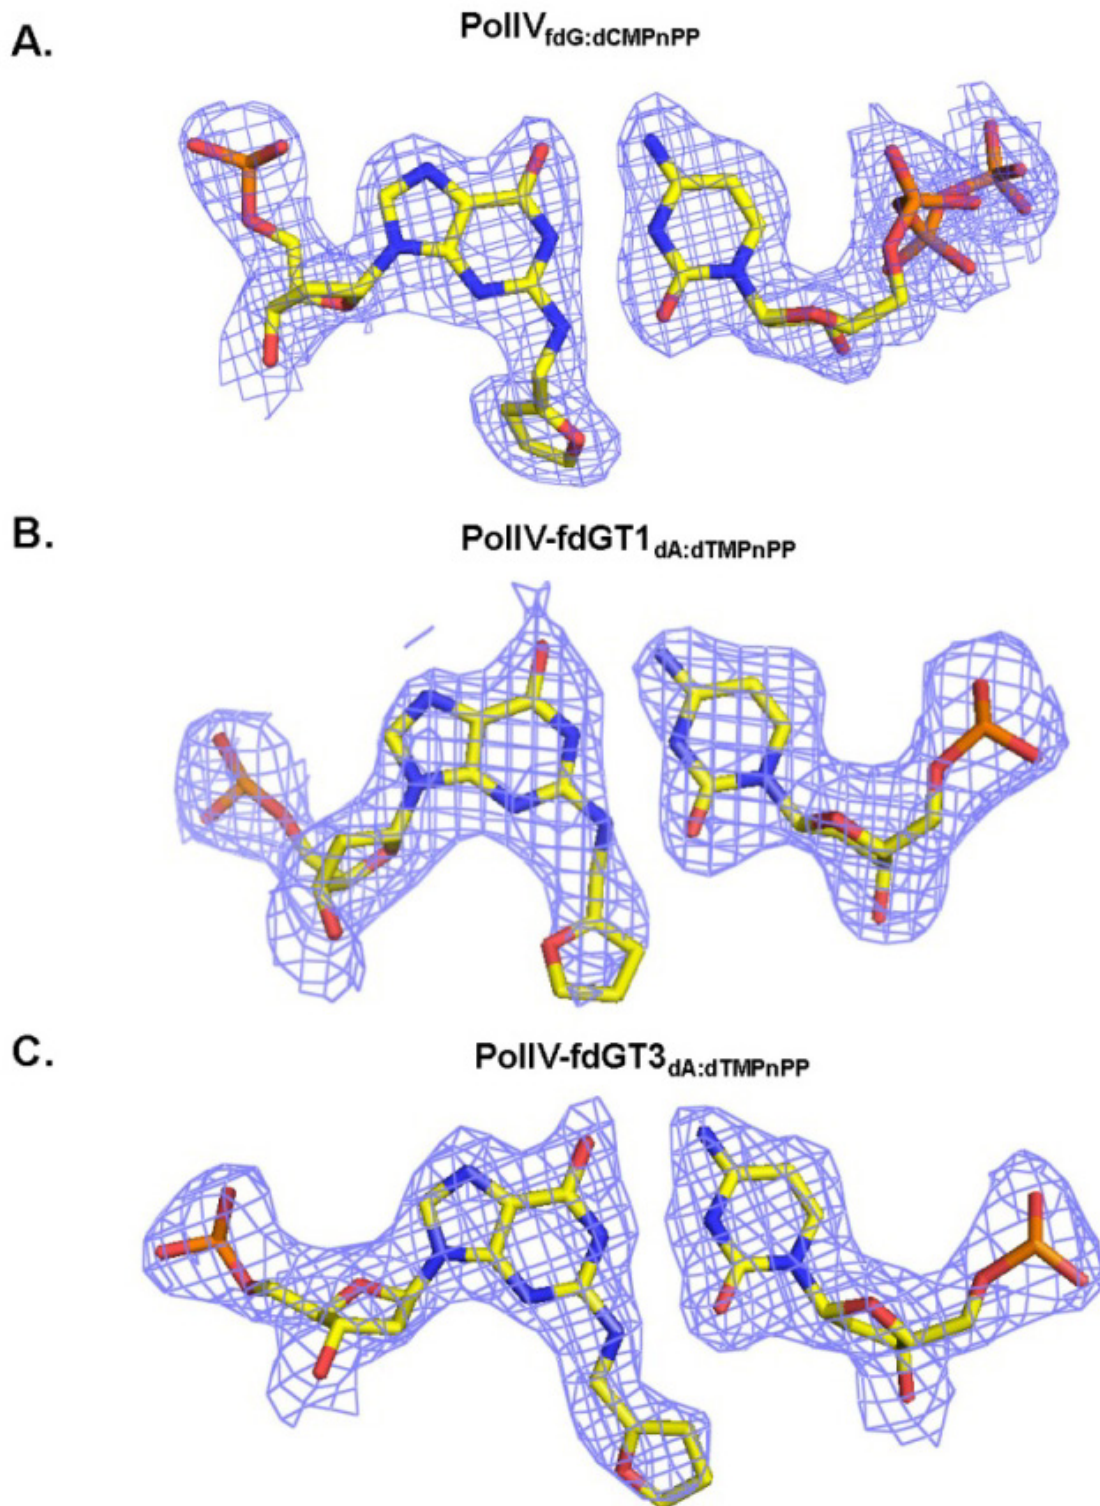 A.
PolIV_fdG:dCMPnPP
B.
PolIV-fdGT1_dA:dTMPnPP
C.
PolIV-fdGT3_dA:dTMPnPP